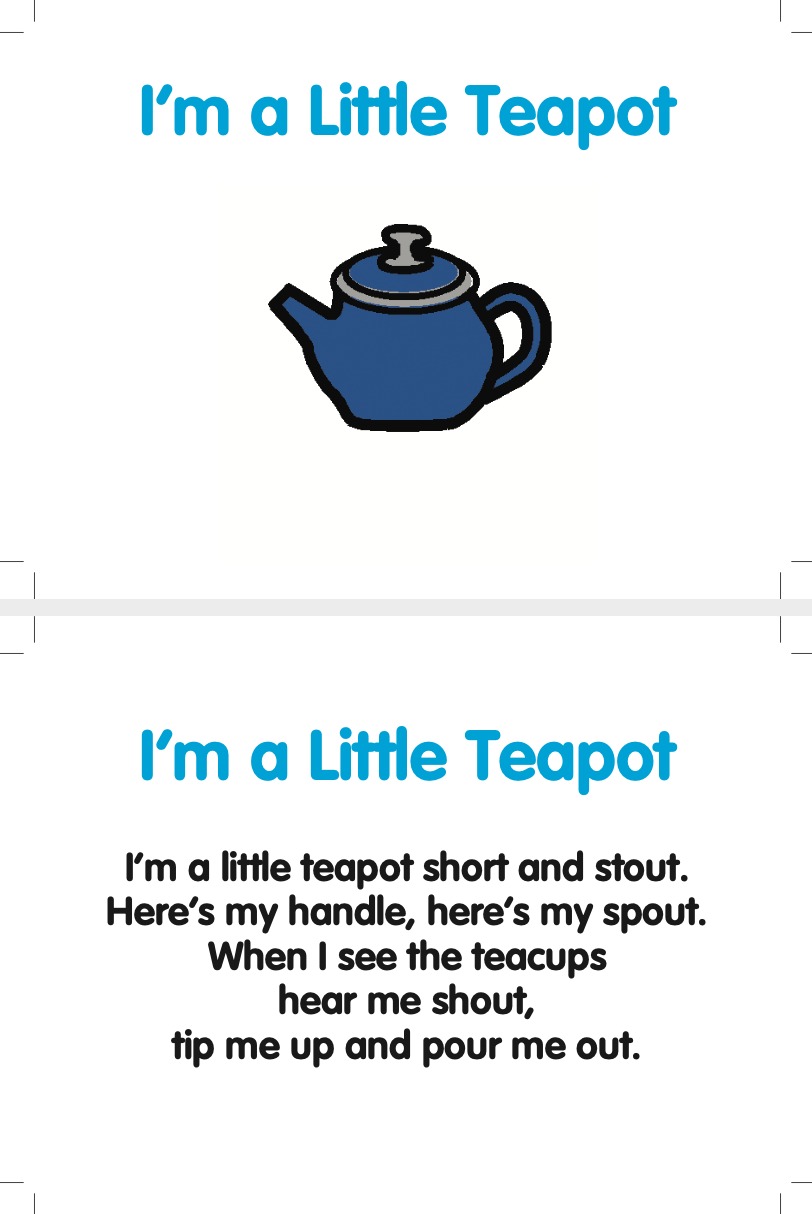 I’m a Little Teapot
I’m a Little Teapot
I’m a little teapot short and stout.
Here’s my handle, here’s my spout.
When I see the teacups
hear me shout,
tip me up and pour me out.